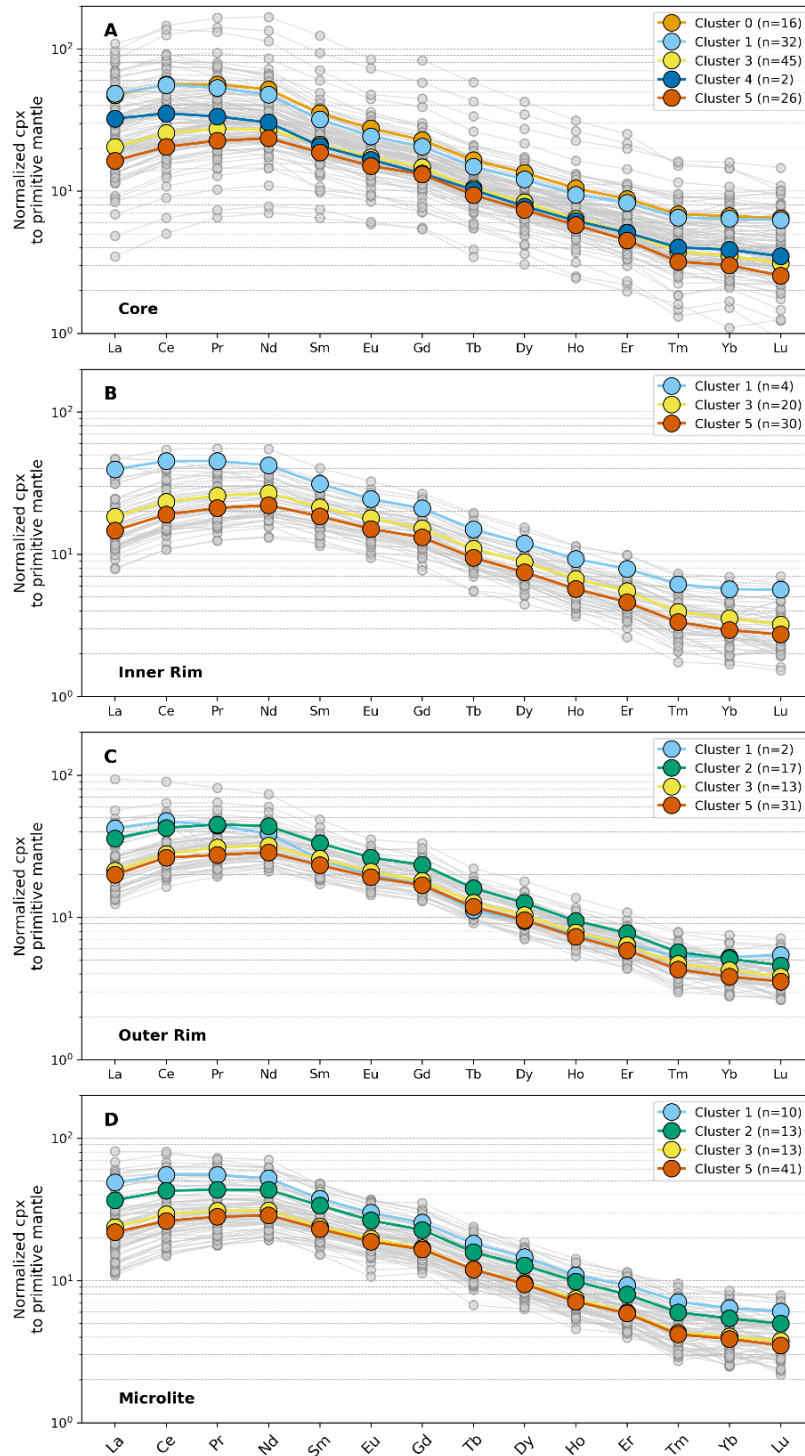 A
Cluster 0 (n=16)
Cluster 1 (n=32)
Cluster 3 (n=45)
Cluster 4 (n=2)
Cluster 5 (n=26)
Normalized cpx
to primitive mantle
10²
10¹
10⁰
Core
La Ce Pr Nd Sm Eu Gd Tb Dy Ho Er Tm Yb Lu
B
Cluster 1 (n=4)
Cluster 3 (n=20)
Cluster 5 (n=30)
Normalized cpx
to primitive mantle
10²
10¹
10⁰
Inner Rim
La Ce Pr Nd Sm Eu Gd Tb Dy Ho Er Tm Yb Lu
C
Cluster 1 (n=2)
Cluster 2 (n=17)
Cluster 3 (n=13)
Cluster 5 (n=31)
Normalized cpx
to primitive mantle
10²
10¹
10⁰
Outer Rim
La Ce Pr Nd Sm Eu Gd Tb Dy Ho Er Tm Yb Lu
D
Cluster 1 (n=10)
Cluster 2 (n=13)
Cluster 3 (n=13)
Cluster 5 (n=41)
Normalized cpx
to primitive mantle
10²
10¹
10⁰
Microlite
La Ce Pr Nd Sm Eu Gd Tb Dy Ho Er Tm Yb Lu